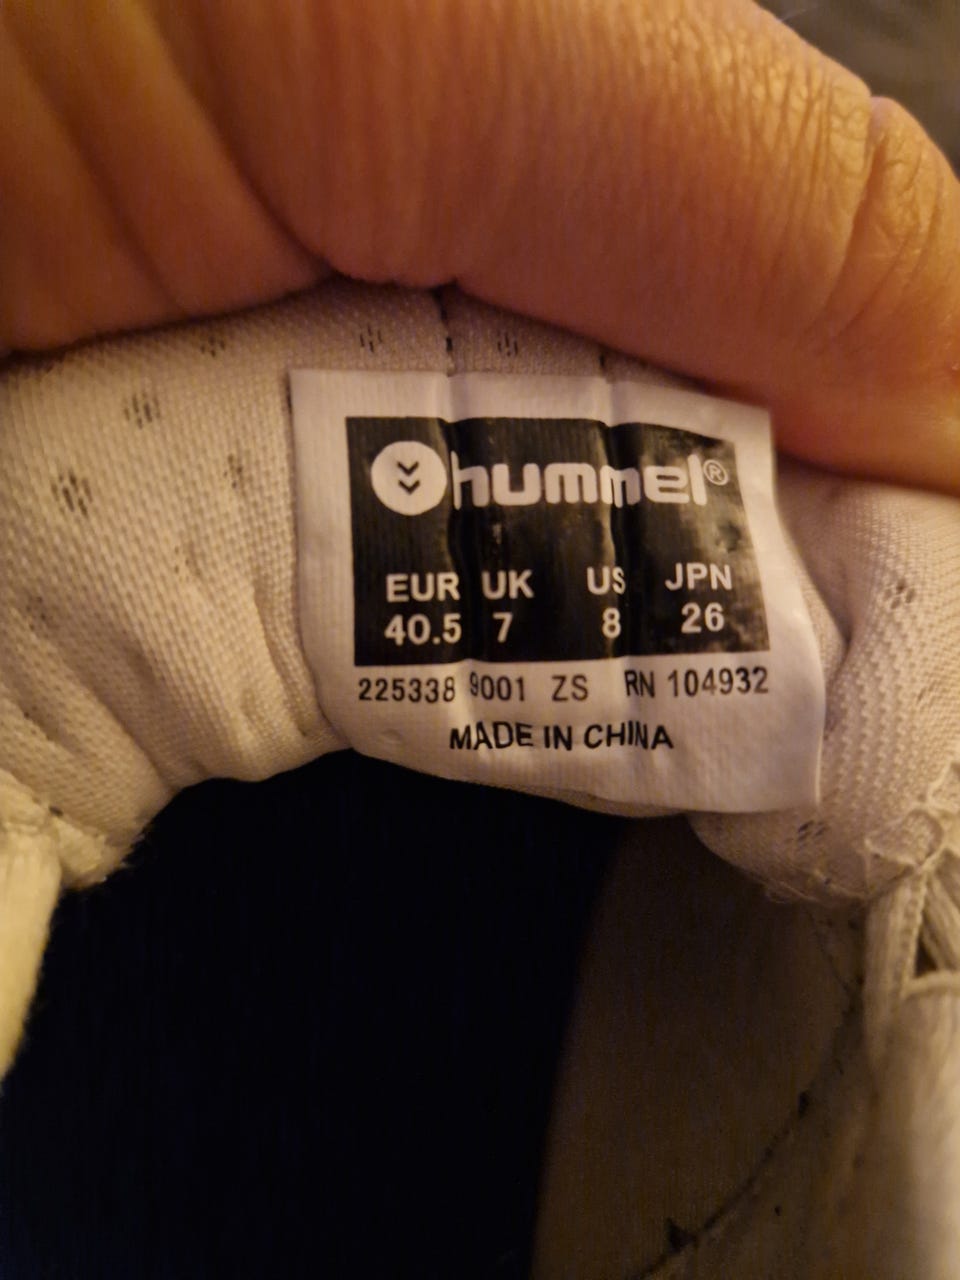 hummel®
EUR UK US JPN
40.5 7 8 26
225338 9001 ZS RN 104932
MADE IN CHINA